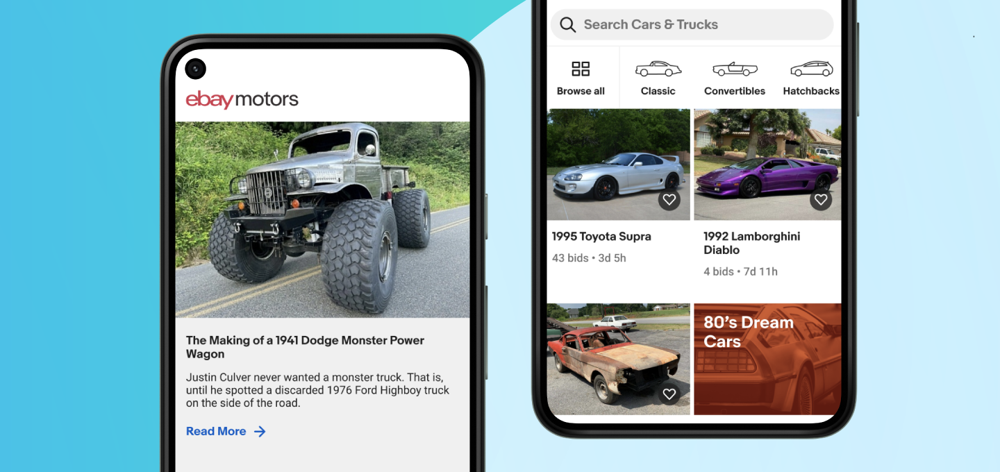 ebay motors
The Making of a 1941 Dodge Monster Power
Wagon
Justin Culver never wanted a monster truck. That is,
until he spotted a discarded 1976 Ford Highboy truck
on the side of the road.
Read More
Search Cars & Trucks
Browse all
Classic
Convertibles
Hatchbacks
1995 Toyota Supra
43 bids • 3d 5h
1992 Lamborghini
Diablo
4 bids • 7d 11h
80’s Dream
Cars